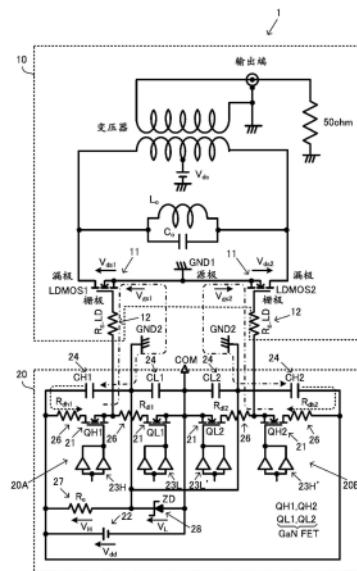 1
10
输出端
变压器
50ohm
Vds
Lo
Co
GND1
漏极 Vds1 11 源极 11 Vds2 漏极
LDMOS1 LDMOS2
栅极 Vgs1 Vgs2 栅极
12 12
Rg_LD Rg_LD
GND2 GND2
20 24 24 COM 24 24
CH1 CL1 CL2 CH2
Rdh1 Rdl1 Rdl2 Rdh2
26 21 QH1 26 21 QL1 21 QL2 26 21 QH2 26
20A 23H 23L 23L' 23H' 20B
27
Ro ZD
VH 22 VL 28
Vdd
QH1,QH2
QL1,QL2
GaN FET